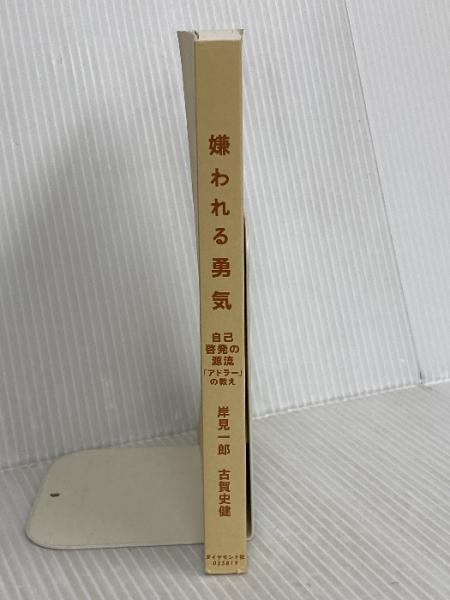 嫌われる勇気
自己
啓発の
源流
「アドラー」
の教え
岸見一郎 古賀史健
ダイヤモンド社
025819